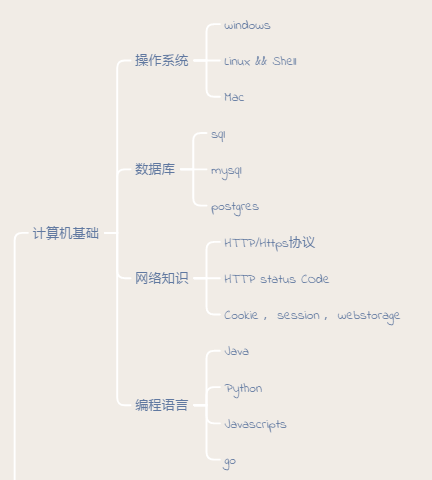 windows
操作系统
Linux && Shell
Mac
sql
数据库
mysql
postgres
计算机基础
HTTP/Https协议
网络知识
HTTP status Code
Cookie ， session ， webstorage
Java
Python
编程语言
Javascripts
go